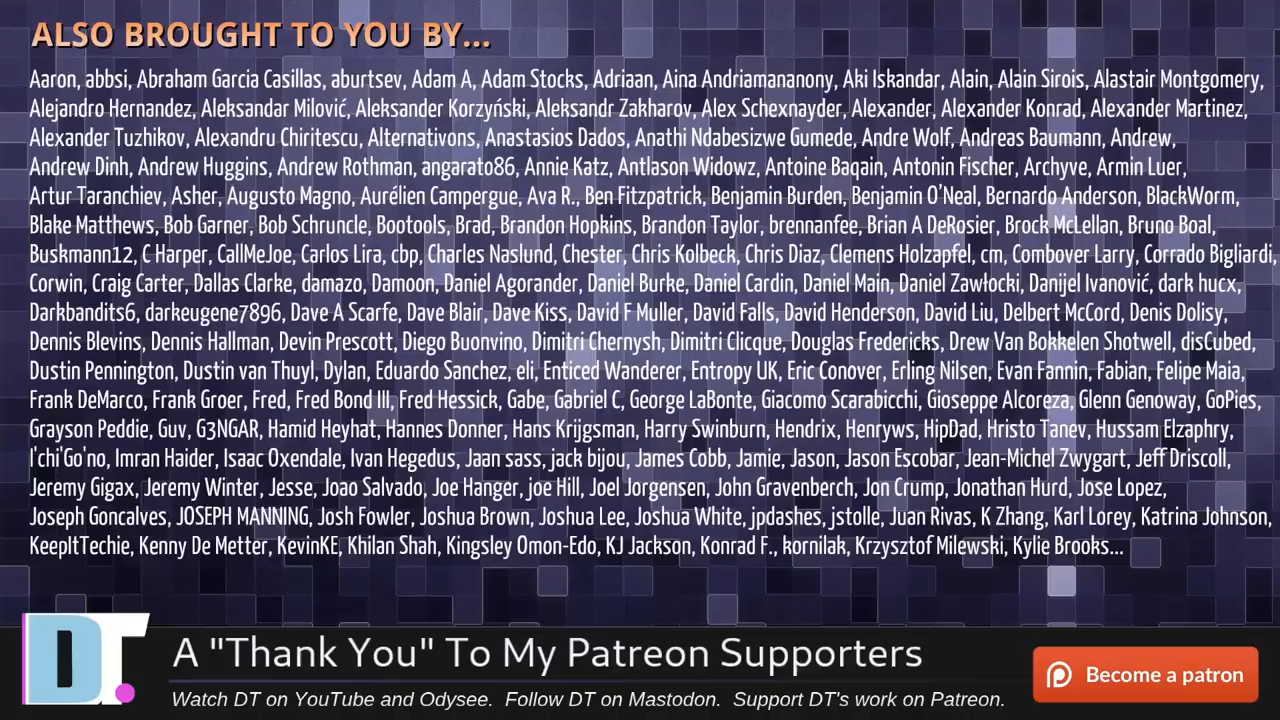 ALSO BROUGHT TO YOU BY...
Aaron, abbsi, Abraham Garcia Casillas, aburtsev, Adam A, Adam Stocks, Adriaan, Aina Andriamananony, Aki Iskandar, Alain, Alain Sirois, Alastair Montgomery,
Alejandro Hernandez, Aleksandar Milović, Aleksander Korzyński, Aleksandr Zakharov, Alex Schexnayder, Alexander, Alexander Konrad, Alexander Martinez,
Alexander Tuzhikov, Alexandru Chiritescu, Alternativons, Anastasios Dados, Anathi Ndabesizwe Gumede, Andre Wolf, Andreas Baumann, Andrew,
Andrew Dinh, Andrew Huggins, Andrew Rothman, angarato86, Annie Katz, Antlason Widowz, Antoine Baqain, Antonin Fischer, Archyve, Armin Luer,
Artur Taranchiev, Asher, Augusto Magno, Aurélien Campergue, Ava R., Ben Fitzpatrick, Benjamin Burden, Benjamin O'Neal, Bernardo Anderson, BlackWorm,
Blake Matthews, Bob Garner, Bob Schruncle, Bootools, Brad, Brandon Hopkins, Brandon Taylor, brennanfee, Brian A DeRosier, Brock McLellan, Bruno Boal,
Buskmann12, C Harper, CallMeJoe, Carlos Lira, cbp, Charles Naslund, Chester, Chris Kolbeck, Chris Diaz, Clemens Holzapfel, cm, Combover Larry, Corrado Bigliardi,
Corwin, Craig Carter, Dallas Clarke, damazo, Damoon, Daniel Agorander, Daniel Burke, Daniel Cardin, Daniel Main, Daniel Zawłocki, Danijel Ivanović, dark hucx,
Darkbandits6, darkeugene7896, Dave A Scarfe, Dave Blair, Dave Kiss, David F Muller, David Falls, David Henderson, David Liu, Delbert McCord, Denis Dolisy,
Dennis Blevins, Dennis Hallman, Devin Prescott, Diego Buonvino, Dimitri Chernysh, Dimitri Clicque, Douglas Fredericks, Drew Van Bokkelen Shotwell, disCubed,
Dustin Pennington, Dustin van Thuyl, Dylan, Eduardo Sanchez, eli, Enticed Wanderer, Entropy UK, Eric Conover, Erling Nilsen, Evan Fannin, Fabian, Felipe Maia,
Frank DeMarco, Frank Groer, Fred, Fred Bond III, Fred Hessick, Gabe, Gabriel C, George LaBonte, Giacomo Scarabicchi, Gioseppe Alcoreza, Glenn Genoway, GoPies,
Grayson Peddie, Guv, G3NGAR, Hamid Heyhat, Hannes Donner, Hans Krijgsman, Harry Swinburn, Hendrix, Henryws, HipDad, Hristo Tanev, Hussam Elzaphry,
I'chi'Go'no, Imran Haider, Isaac Oxendale, Ivan Hegedus, Jaan sass, jack bijou, James Cobb, Jamie, Jason, Jason Escobar, Jean-Michel Zwygart, Jeff Driscoll,
Jeremy Gigax, Jeremy Winter, Jesse, Joao Salvado, Joe Hanger, joe Hill, Joel Jorgensen, John Gravenberch, Jon Crump, Jonathan Hurd, Jose Lopez,
Joseph Goncalves, JOSEPH MANNING, Josh Fowler, Joshua Brown, Joshua Lee, Joshua White, jpdashes, jstolle, Juan Rivas, K Zhang, Karl Lorey, Katrina Johnson,
KeepItTechie, Kenny De Metter, KevinKE, Khilan Shah, Kingsley Omon-Edo, KJ Jackson, Konrad F., kornilak, Krzysztof Milewski, Kylie Brooks...
DT.
A "Thank You" To My Patreon Supporters
Watch DT on YouTube and Odysee. Follow DT on Mastodon. Support DT's work on Patreon.
Become a patron